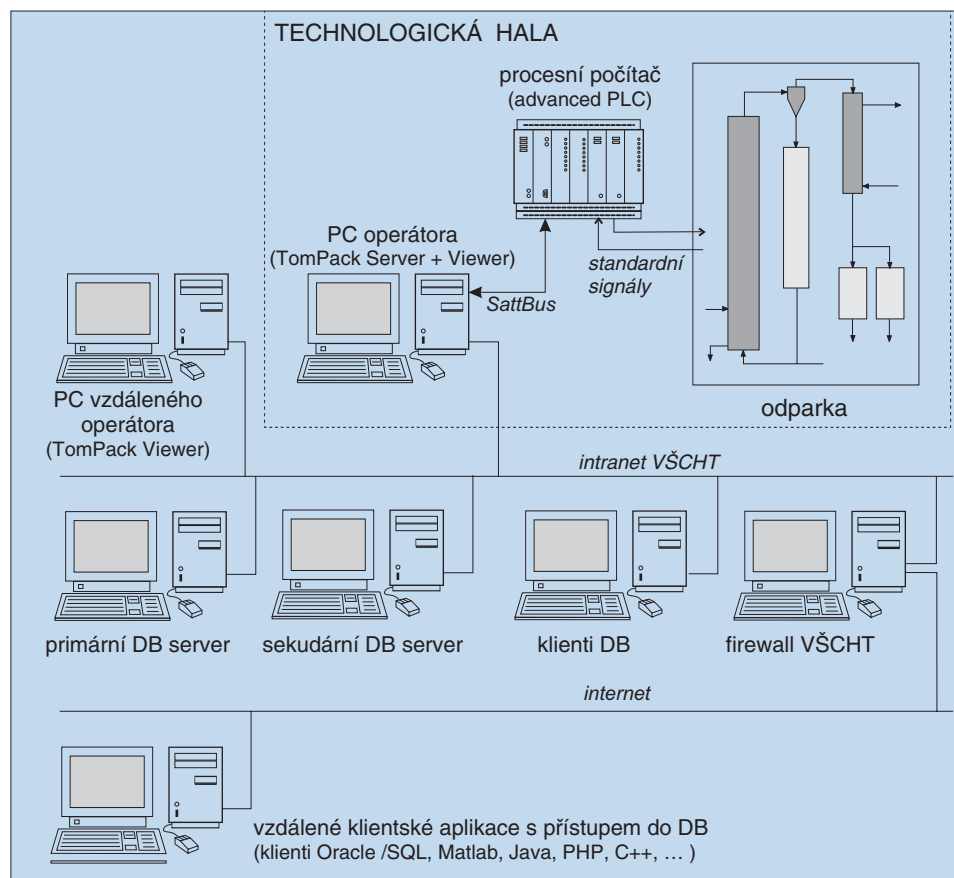 TECHNOLOGICKÁ HALA
procesní počítač
(advanced PLC)
PC operátora
(TomPack Server + Viewer)
SattBus
standardní
signály
odparka
PC vzdáleného
operátora
(TomPack Viewer)
intranet VŠCHT
primární DB server
sekudární DB server
klienti DB
firewall VŠCHT
internet
vzdálené klientské aplikace s přístupem do DB
(klienti Oracle /SQL, Matlab, Java, PHP, C++, … )